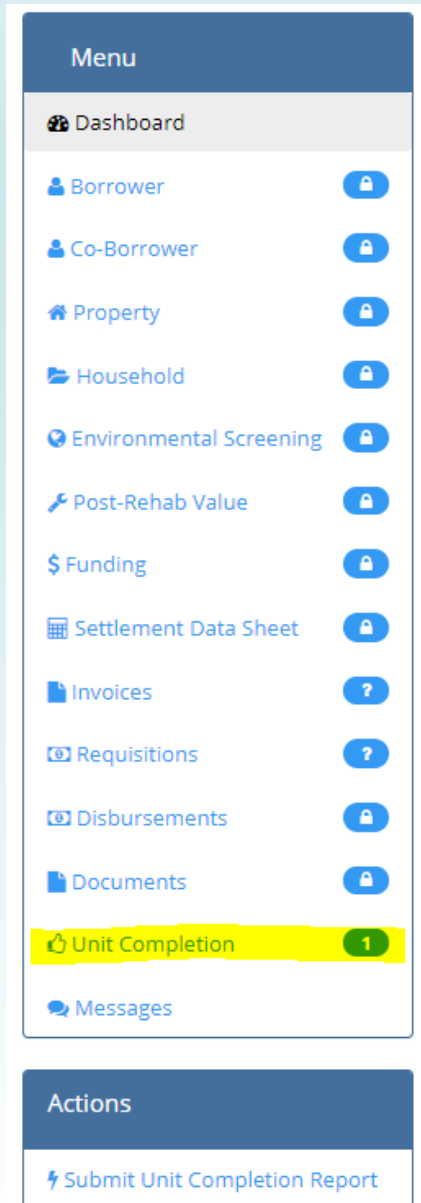 Menu
Dashboard
Borrower
Co-Borrower
Property
Household
Environmental Screening
Post-Rehab Value
$ Funding
Settlement Data Sheet
Invoices ?
Requisitions ?
Disbursements
Documents
Unit Completion 1
Messages
Actions
Submit Unit Completion Report